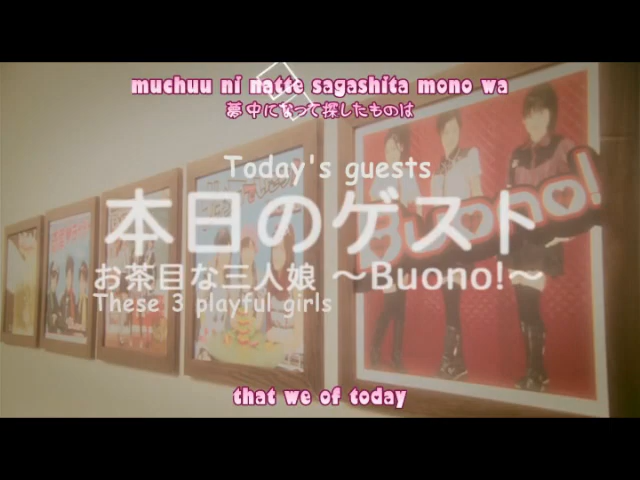 muchuu ni natte sagashita mono wa
夢中になって探したものは
Today's guests
本日のゲスト
お茶目な三人娘 ～Buono!～
These 3 playful girls
Buono!
that we of today